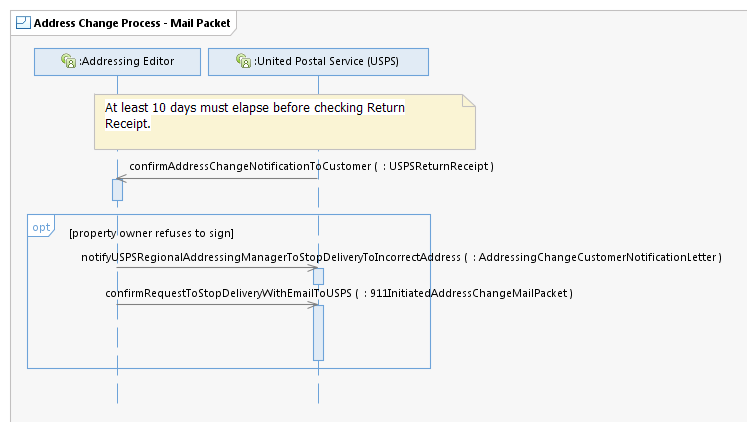 Address Change Process - Mail Packet
:Addressing Editor
:United Postal Service (USPS)
At least 10 days must elapse before checking Return
Receipt.
confirmAddressChangeNotificationToCustomer ( : USPSReturnReceipt )
opt
[property owner refuses to sign]
notifyUSPSRegionalAddressingManagerToStopDeliveryToIncorrectAddress ( : AddressingChangeCustomerNotificationLetter )
confirmRequestToStopDeliveryWithEmailToUSPS ( : 911InitiatedAddressChangeMailPacket )